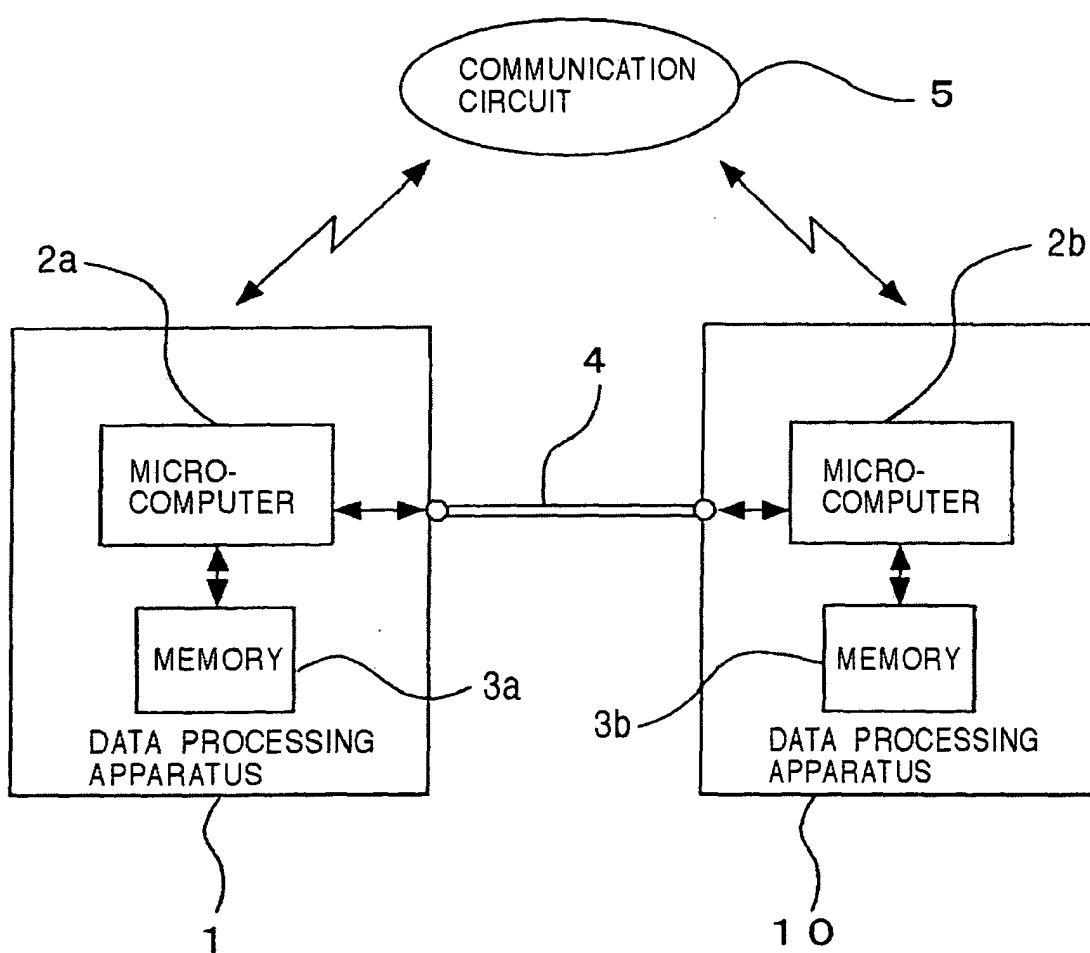 COMMUNICATION
CIRCUIT
5
2a
2b
4
MICRO-
COMPUTER
MICRO-
COMPUTER
MEMORY
MEMORY
3a
3b
DATA PROCESSING
APPARATUS
DATA PROCESSING
APPARATUS
1
10